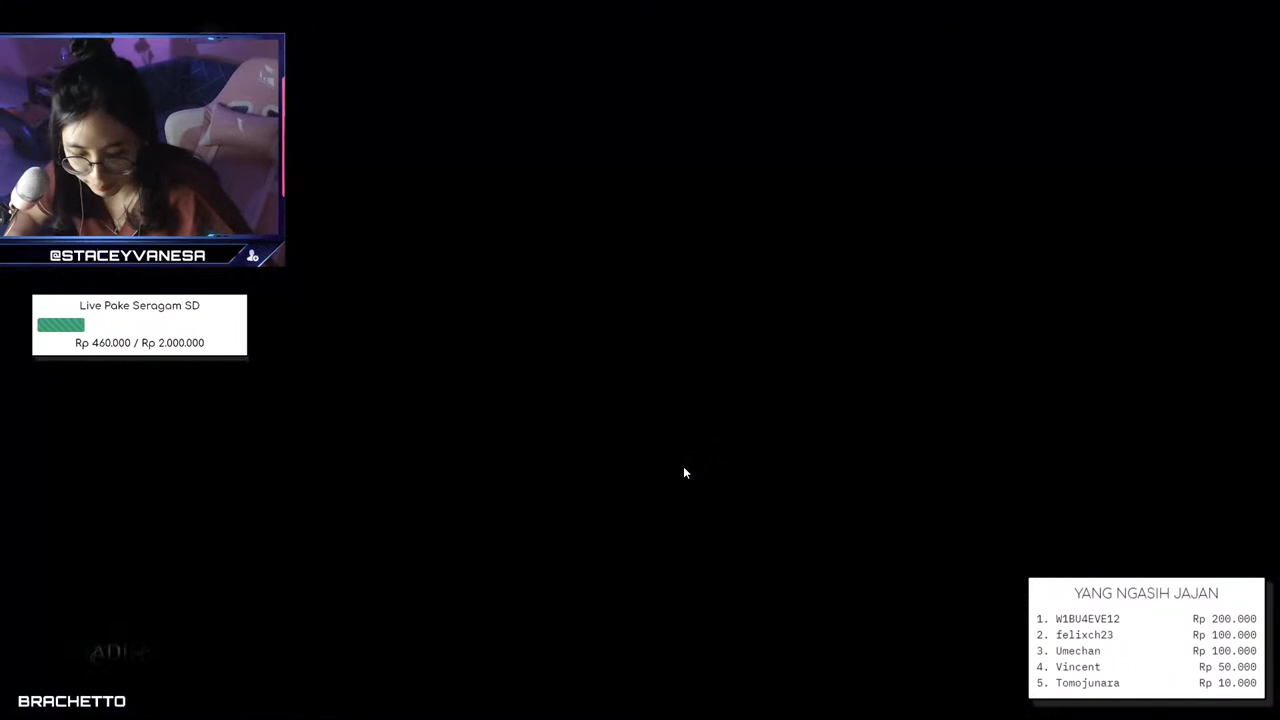 @STACEYVANESA
Live Pake Seragam SD
Rp 460.000 / Rp 2.000.000
YANG NGASIH JAJAN
1. W1BU4EVE12 Rp 200.000
2. felixch23 Rp 100.000
3. Umechan Rp 100.000
4. Vincent Rp 50.000
5. Tomojunara Rp 10.000
BRACHETTO